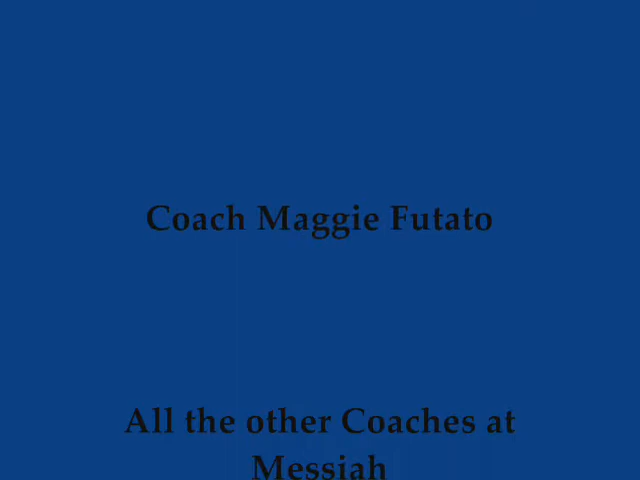 Coach Maggie Futato
All the other Coaches at
Messiah